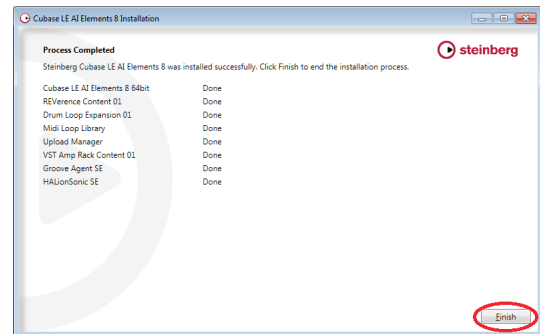 Cubase LE AI Elements 8 Installation
Process Completed
steinberg
Steinberg Cubase LE AI Elements 8 was installed successfully. Click Finish to end the installation process.
Cubase LE AI Elements 8 64bit Done
REVerence Content 01 Done
Drum Loop Expansion 01 Done
Midi Loop Library Done
Upload Manager Done
VST Amp Rack Content 01 Done
Groove Agent SE Done
HALionSonic SE Done
Finish